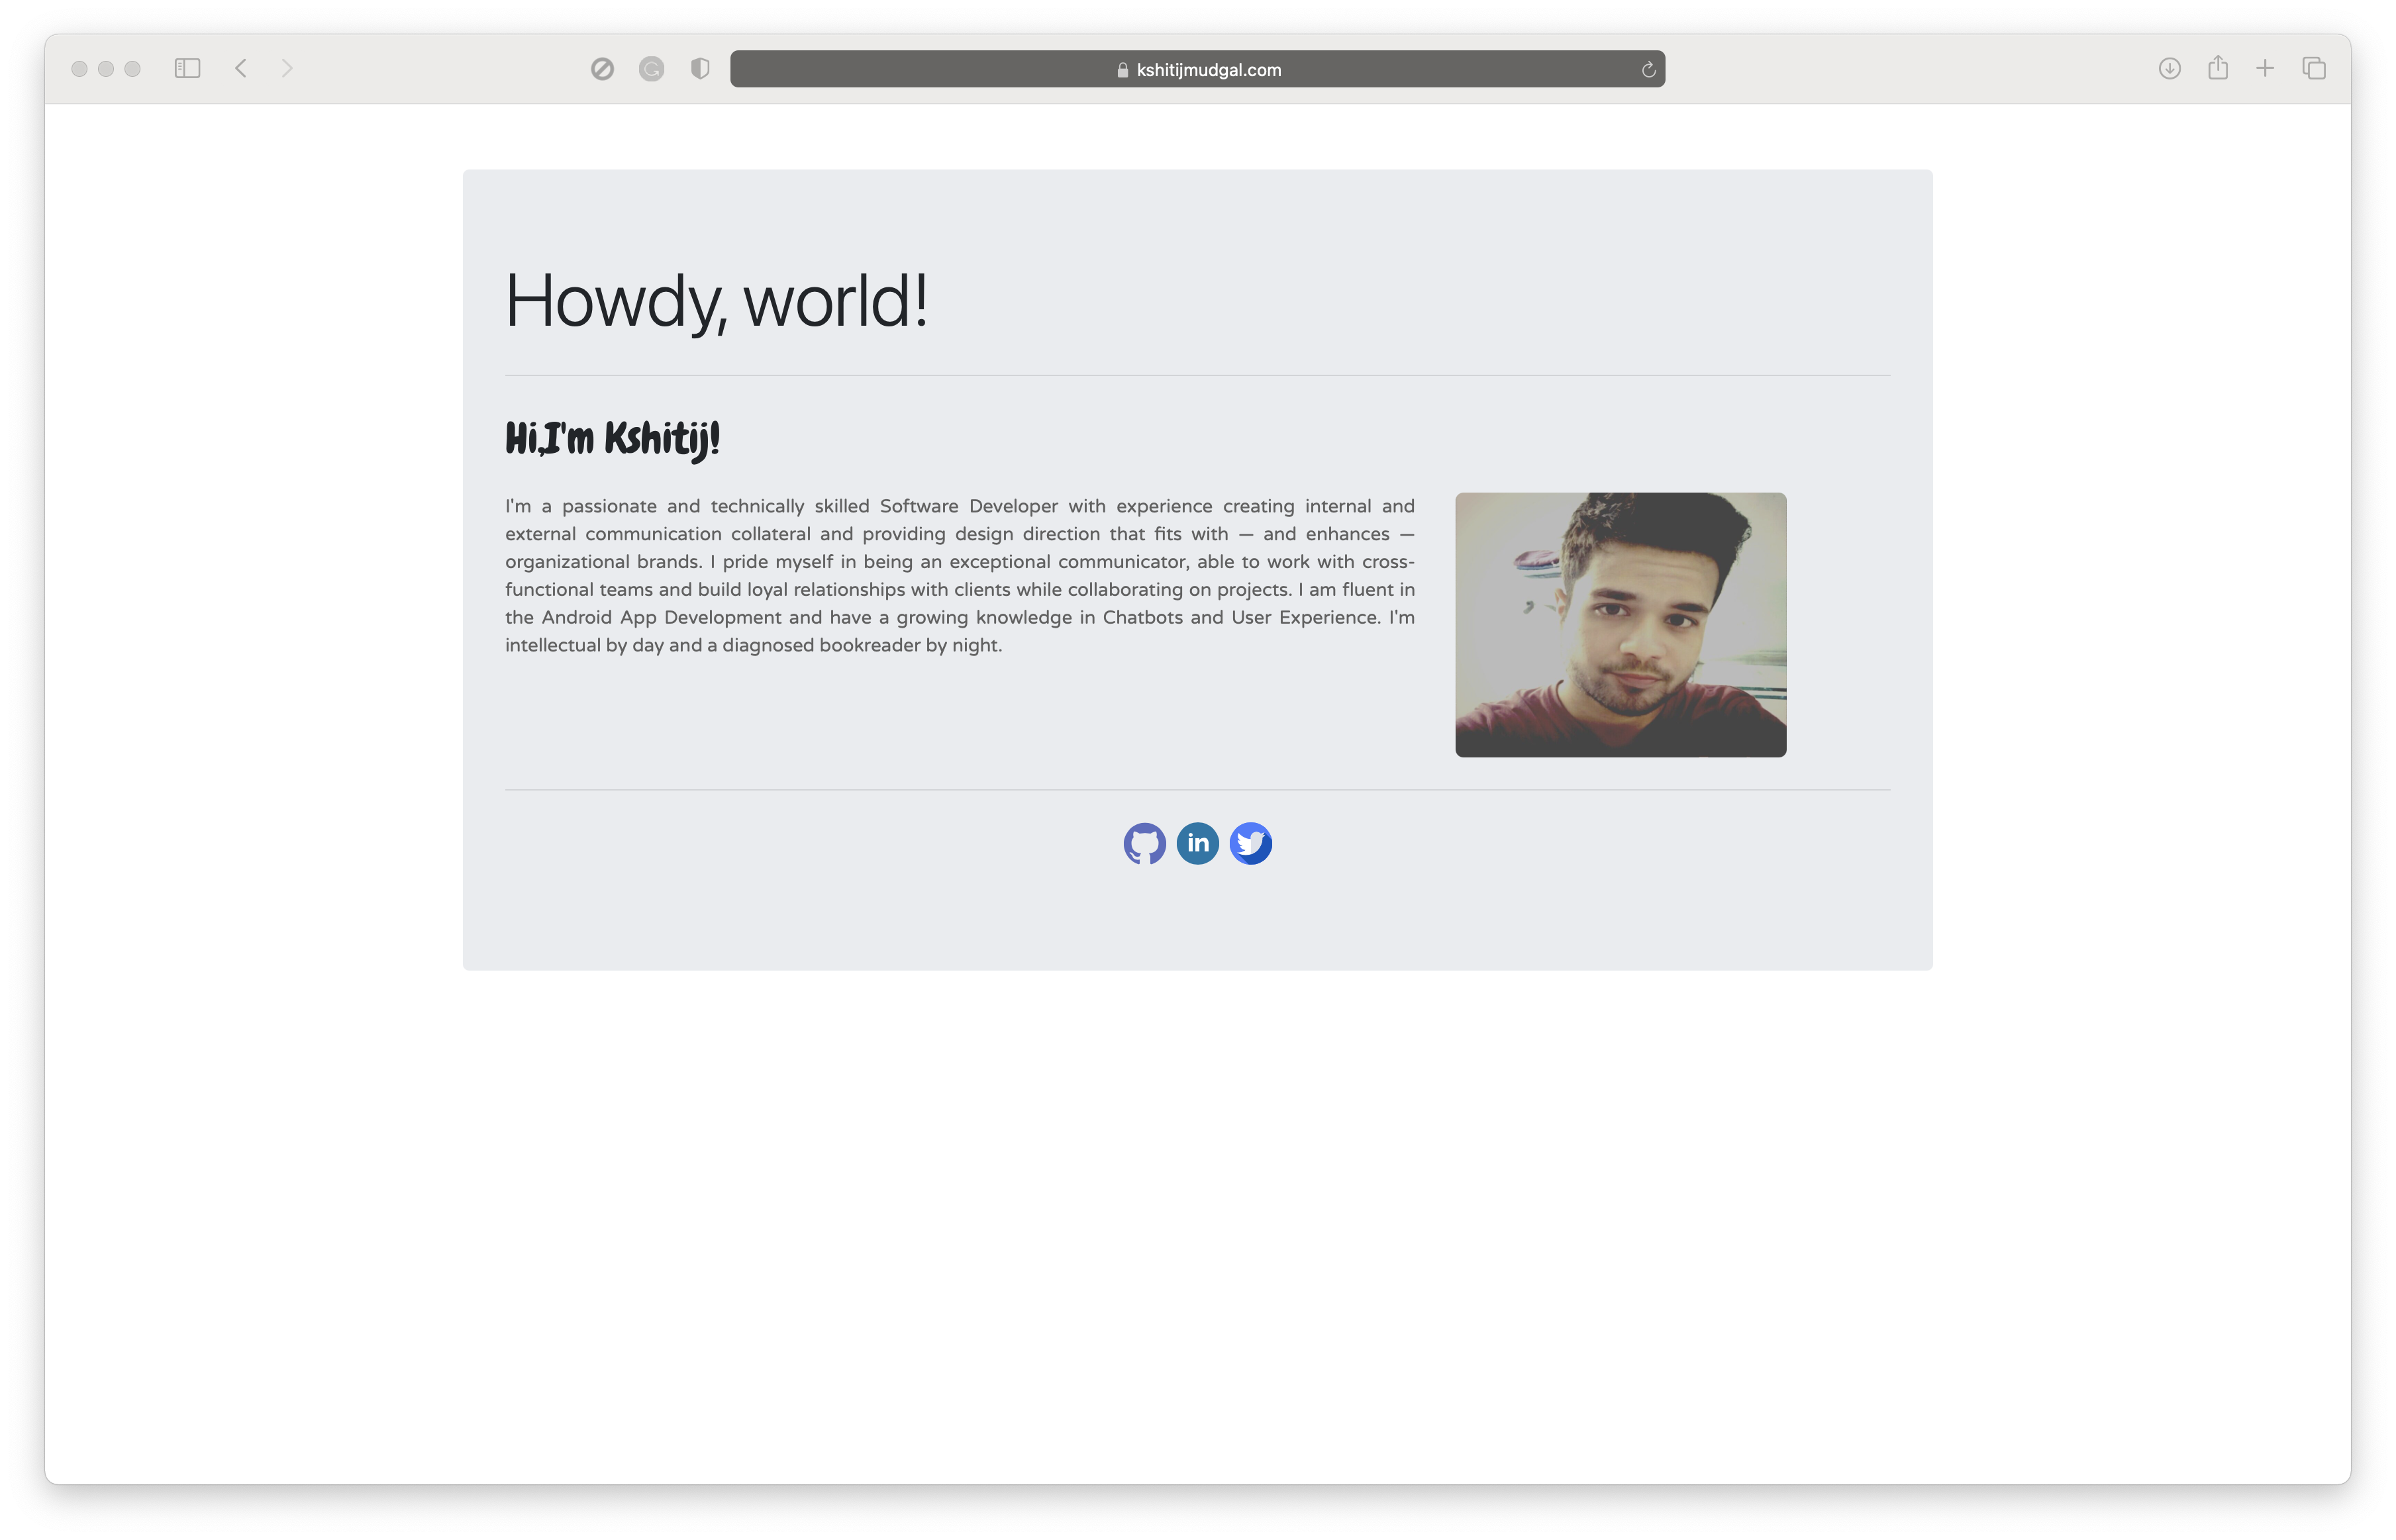 kshitijmudgal.com
Howdy, world!
Hi,I'm Kshitij!
I'm a passionate and technically skilled Software Developer with experience creating internal and
external communication collateral and providing design direction that fits with — and enhances —
organizational brands. I pride myself in being an exceptional communicator, able to work with cross-
functional teams and build loyal relationships with clients while collaborating on projects. I am fluent in
the Android App Development and have a growing knowledge in Chatbots and User Experience. I'm
intellectual by day and a diagnosed bookreader by night.
in